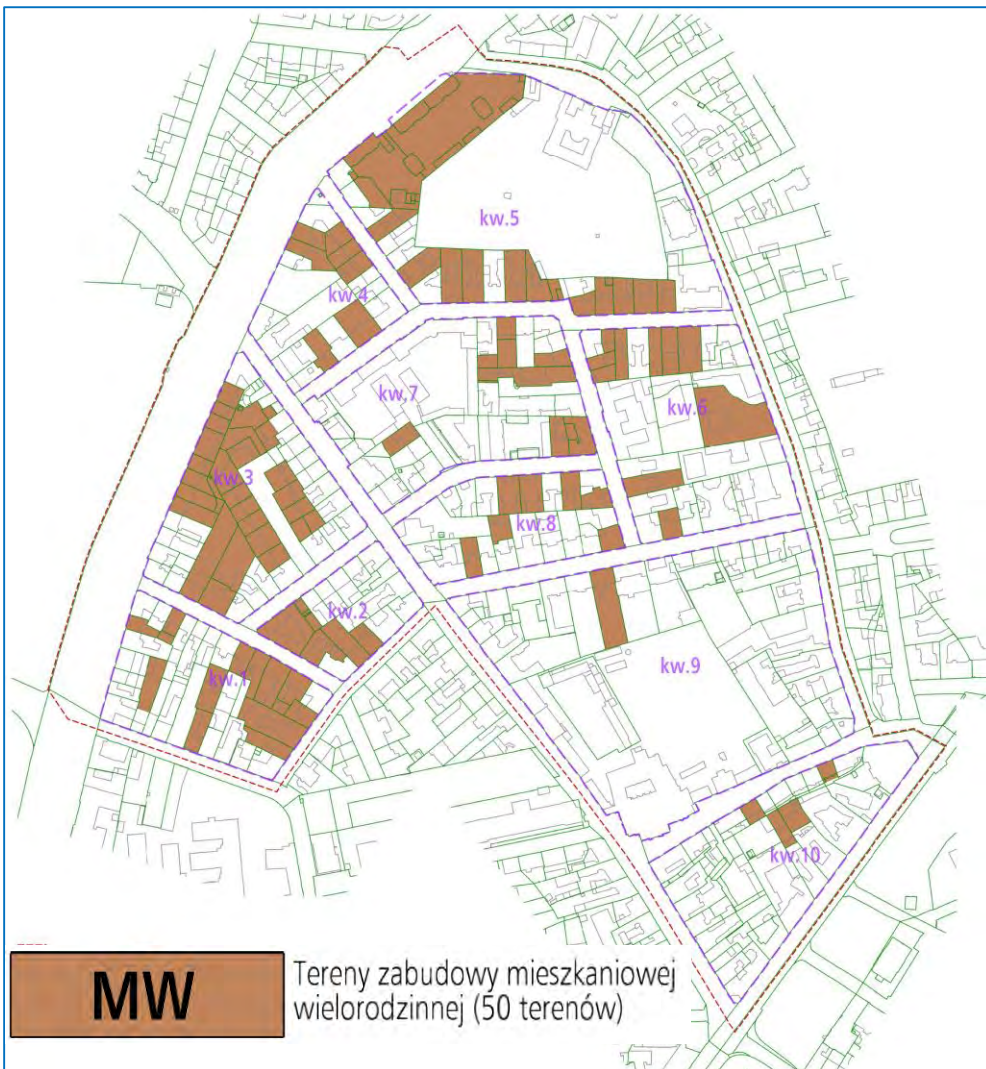 kw.5
kw.4
kw.7
kw.6
kw.3
kw.8
kw.2
kw.9
kw.1
kw.10
MW
Tereny zabudowy mieszkaniowej
wielorodzinnej (50 terenów)